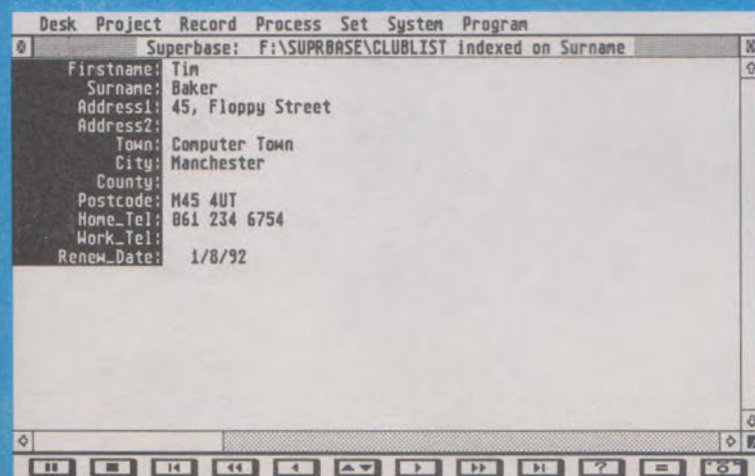 Desk Project Record Process Set System Program
Superbase: F:\SUPRBASE\CLUBLIST indexed on Surname
Firstname: Tim
Surname: Baker
Address1: 45, Floppy Street
Address2:
Town: Computer Town
City: Manchester
County:
Postcode: M45 4UT
Home_Tel: 061 234 6754
Work_Tel:
Renew_Date: 1/8/92
? =